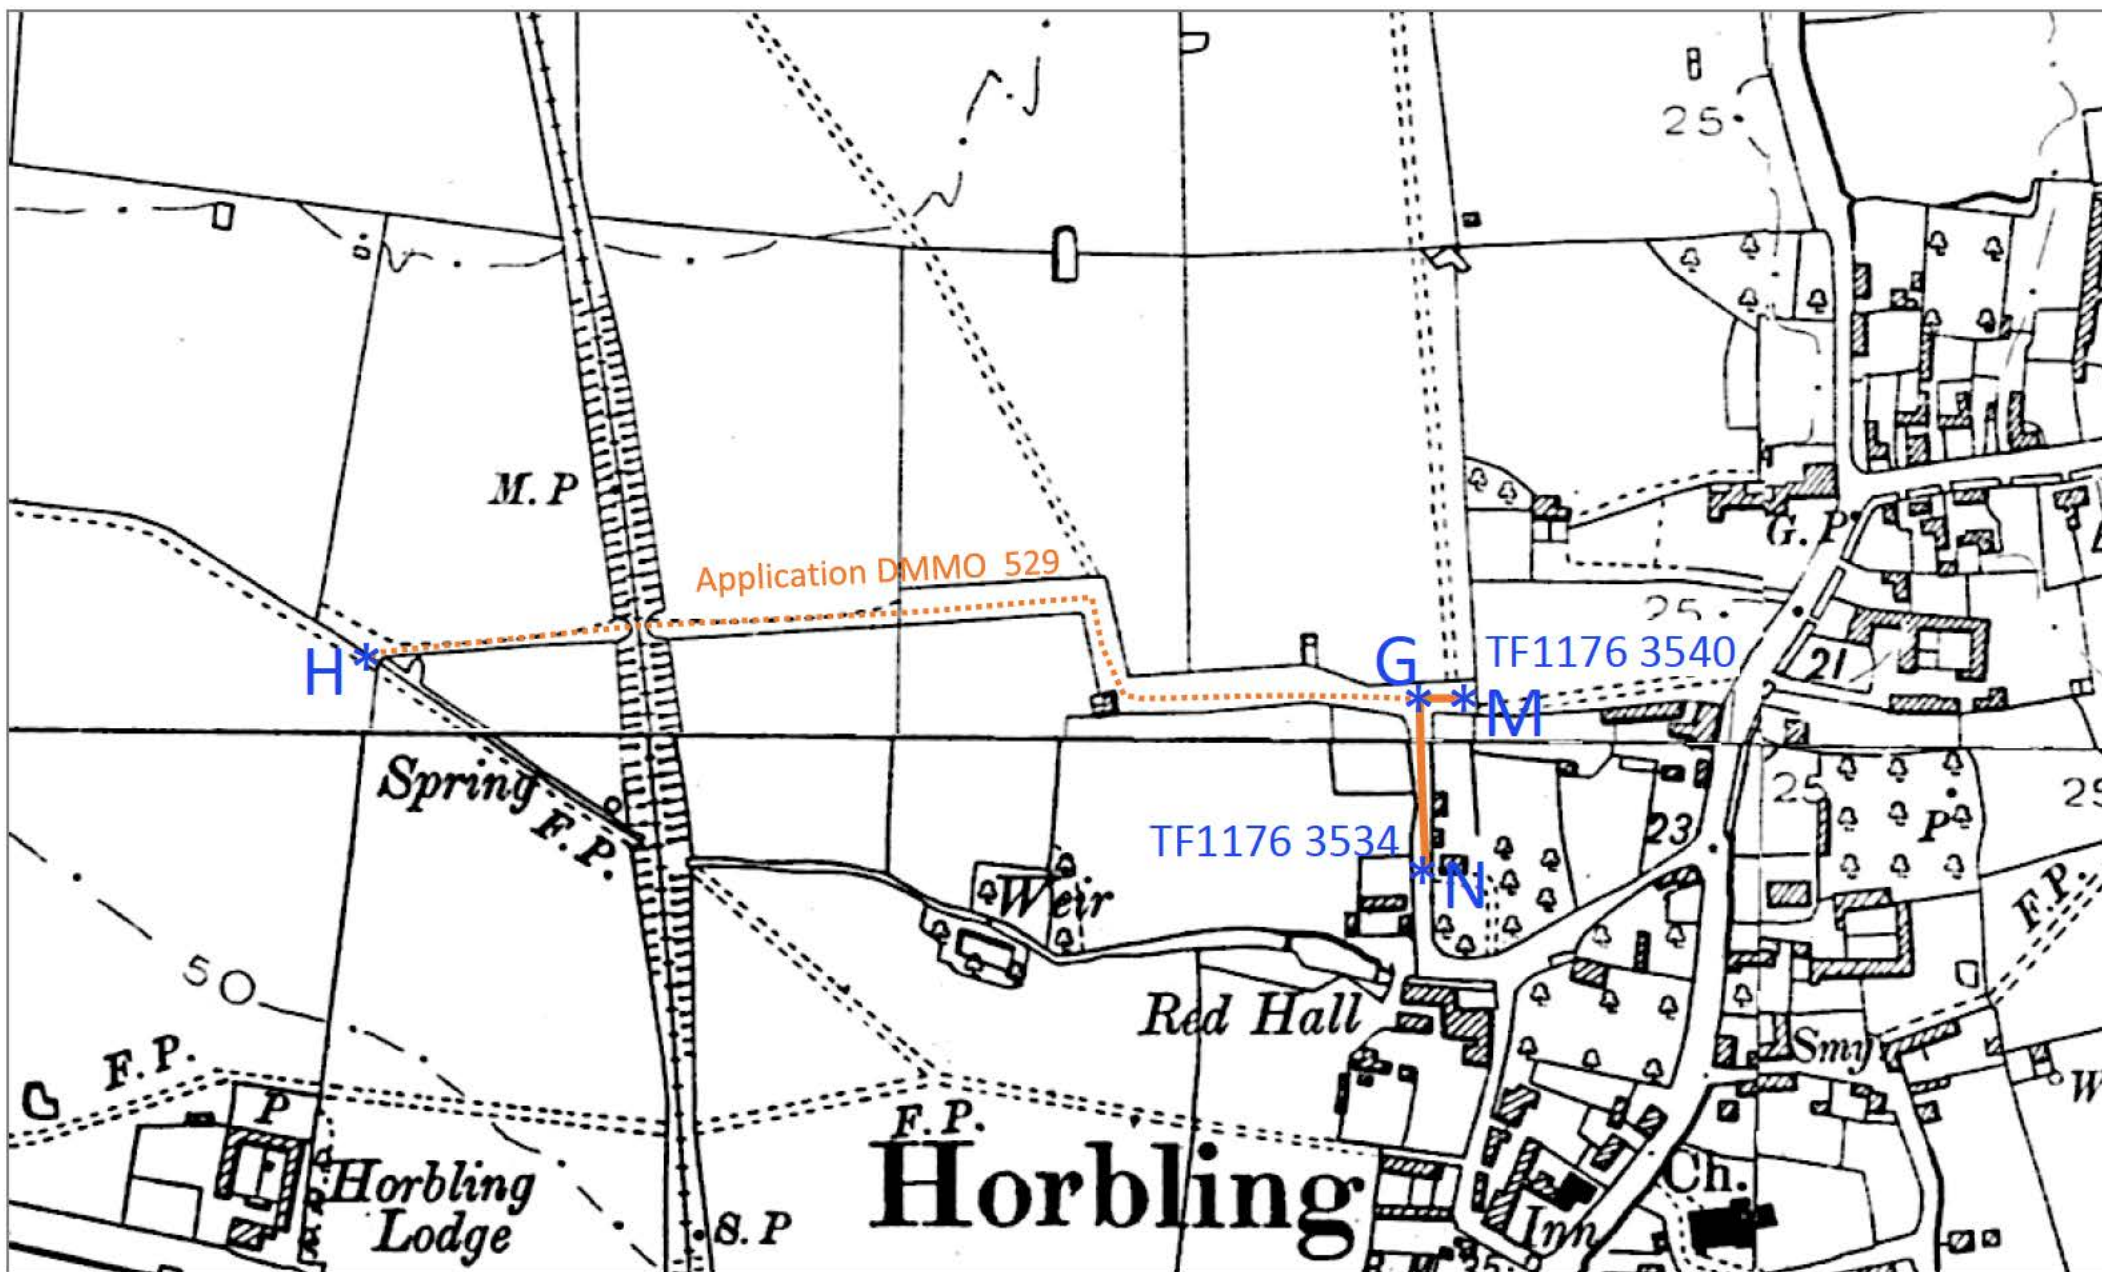 25
M. P
G. P
Application DMMO 529
25
H
G
TF1176 3540
M
21
Spring
F. P.
25
TF1176 3534
23
P
N
Weir
F. P.
50
Red Hall
F. P.
Smy
W
P
F. P.
Horbling
Horbling
Lodge
Ch.
S. P
Inn